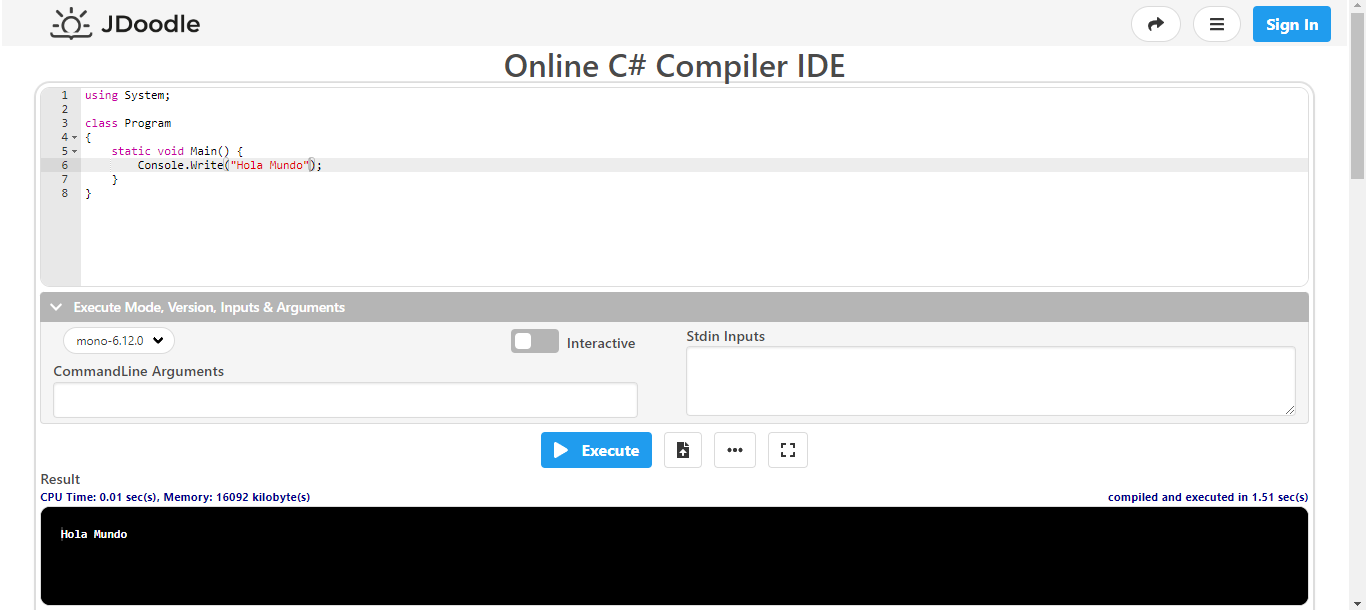 JDoodle
Sign In
Online C# Compiler IDE
1 using System;
2
3 class Program
4 {
5     static void Main() {
6         Console.Write("Hola Mundo");
7     }
8 }
Execute Mode, Version, Inputs & Arguments
mono-6.12.0
Interactive
Stdin Inputs
CommandLine Arguments
Execute
Result
CPU Time: 0.01 sec(s), Memory: 16092 kilobyte(s)
compiled and executed in 1.51 sec(s)
Hola Mundo